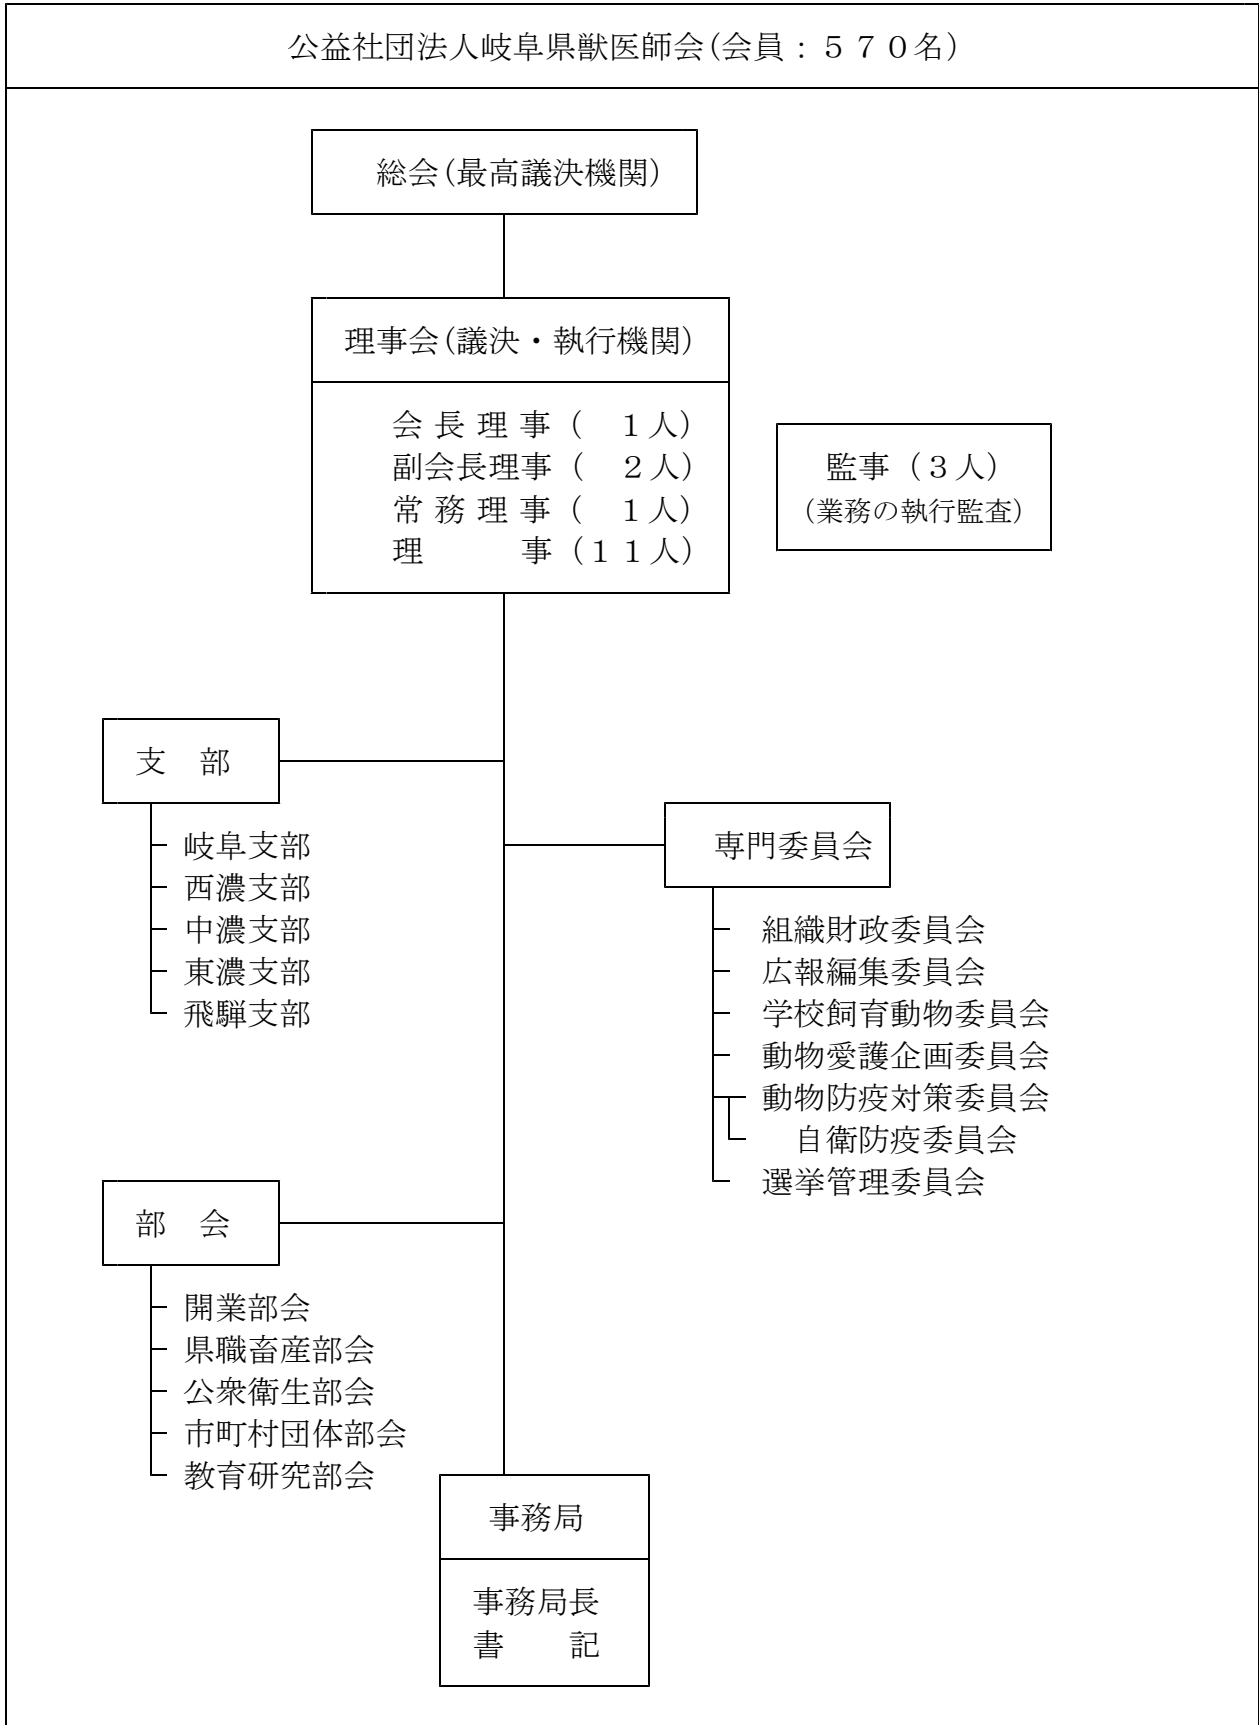 公益社団法人岐阜県獣医師会(会員：５７０名)
総会(最高議決機関)
理事会(議決・執行機関)
会 長 理 事（　１人)
副会長理事（　２人)
常 務 理 事（　１人)
理　　　事（１１人)
監事（３人）
（業務の執行監査）
支　部
岐阜支部
西濃支部
中濃支部
東濃支部
飛騨支部
専門委員会
組織財政委員会
広報編集委員会
学校飼育動物委員会
動物愛護企画委員会
動物防疫対策委員会
自衛防疫委員会
選挙管理委員会
部　会
開業部会
県職畜産部会
公衆衛生部会
市町村団体部会
教育研究部会
事務局
事務局長
書　　記